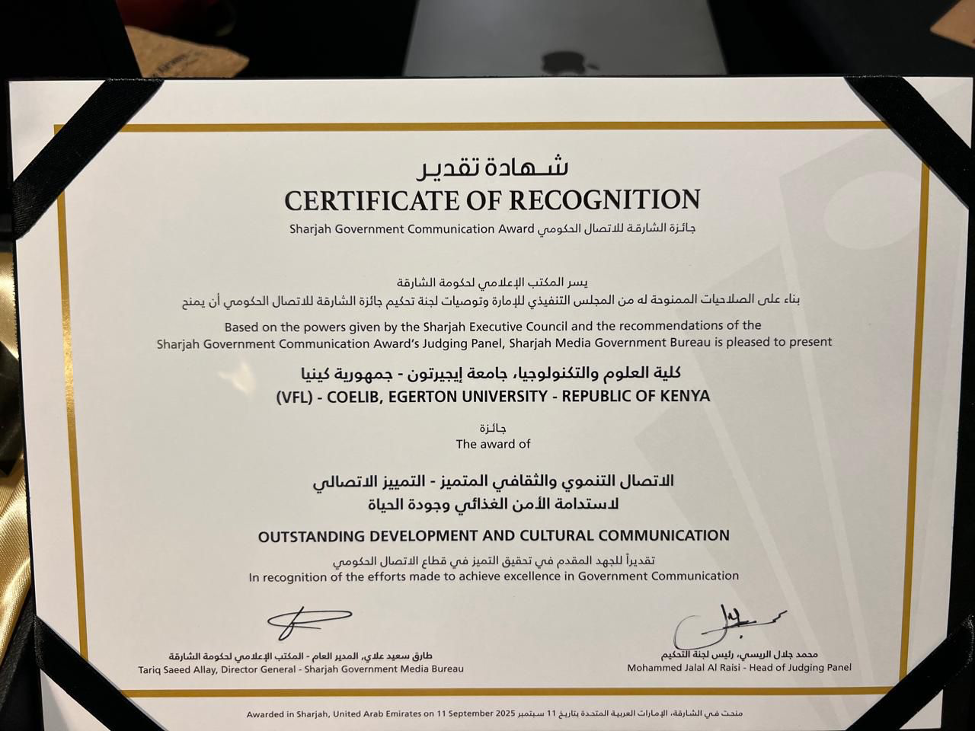 شهادة تقدير
CERTIFICATE OF RECOGNITION
Sharjah Government Communication Award جائزة الشارقة للاتصال الحكومي
يسر المكتب الإعلامي لحكومة الشارقة
بناء على الصلاحيات الممنوحة له من المجلس التنفيذي للإمارة وتوصيات لجنة تحكيم جائزة الشارقة للاتصال الحكومي أن يمنح
Based on the powers given by the Sharjah Executive Council and the recommendations of the
Sharjah Government Communication Award's Judging Panel, Sharjah Media Government Bureau is pleased to present
كلية العلوم والتكنولوجيا، جامعة إيجيرتون - جمهورية كينيا
(VFL) - COELIB, EGERTON UNIVERSITY - REPUBLIC OF KENYA
جائزة
The award of
الاتصال التنموي والثقافي المتميز - التمييز الاتصالي
لاستدامة الأمن الغذائي وجودة الحياة
OUTSTANDING DEVELOPMENT AND CULTURAL COMMUNICATION
تقديراً للجهد المقدم في تحقيق التميز في قطاع الاتصال الحكومي
In recognition of the efforts made to achieve excellence in Government Communication
طارق سعيد علاي, المدير العام - المكتب الإعلامي لحكومة الشارقة
Tariq Saeed Allay, Director General - Sharjah Government Media Bureau
محمد جلال الريسي، رئيس لجنة التحكيم
Mohammed Jalal Al Raisi - Head of Judging Panel
Awarded in Sharjah, United Arab Emirates on 11 September 2025 منحت في الشارقة، الإمارات العربية المتحدة بتاريخ 11 سبتمبر